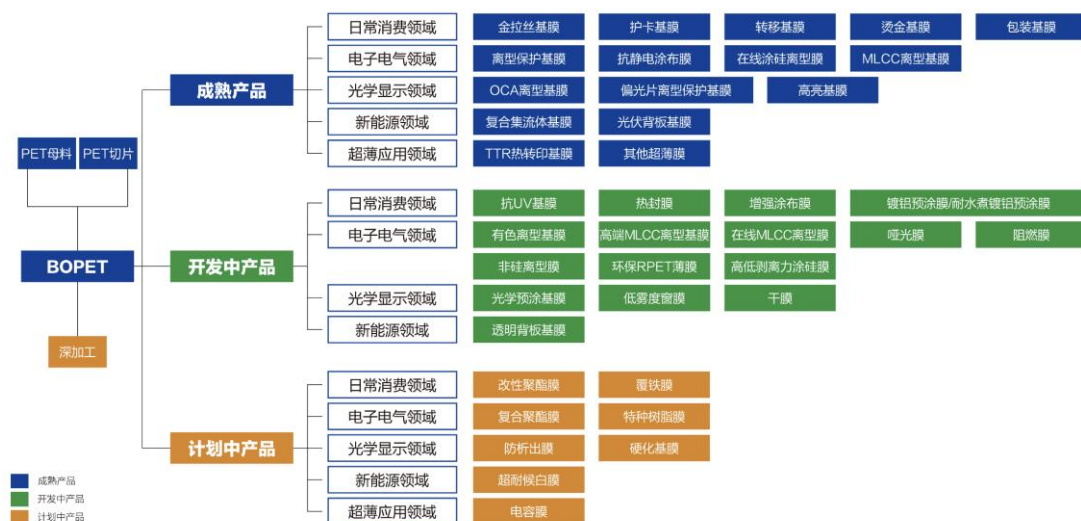 日常消费领域 金拉丝基膜 护卡基膜 转移基膜 烫金基膜 包装基膜
电子电气领域 离型保护基膜 抗静电涂布膜 在线涂硅离型膜 MLCC离型基膜
成熟产品
光学显示领域 OCA离型基膜 偏光片离型保护基膜 高亮基膜
新能源领域 复合集流体基膜 光伏背板基膜
超薄应用领域 TTR热转印基膜 其他超薄膜
PET母料 PET切片
日常消费领域 抗UV基膜 热封膜 增强涂布膜 镀铝预涂膜/耐水煮镀铝预涂膜
电子电气领域 有色离型基膜 高端MLCC离型基膜 在线MLCC离型膜 哑光膜 阻燃膜
BOPET
开发中产品
非硅离型膜 环保RPET薄膜 高低剥离力涂硅膜
光学显示领域 光学预涂基膜 低雾度窗膜 干膜
新能源领域 透明背板基膜
深加工
日常消费领域 改性聚酯膜 覆铁膜
电子电气领域 复合聚酯膜 特种树脂膜
计划中产品
光学显示领域 防析出膜 硬化基膜
新能源领域 超耐候白膜
超薄应用领域 电容膜
成熟产品
开发中产品
计划中产品